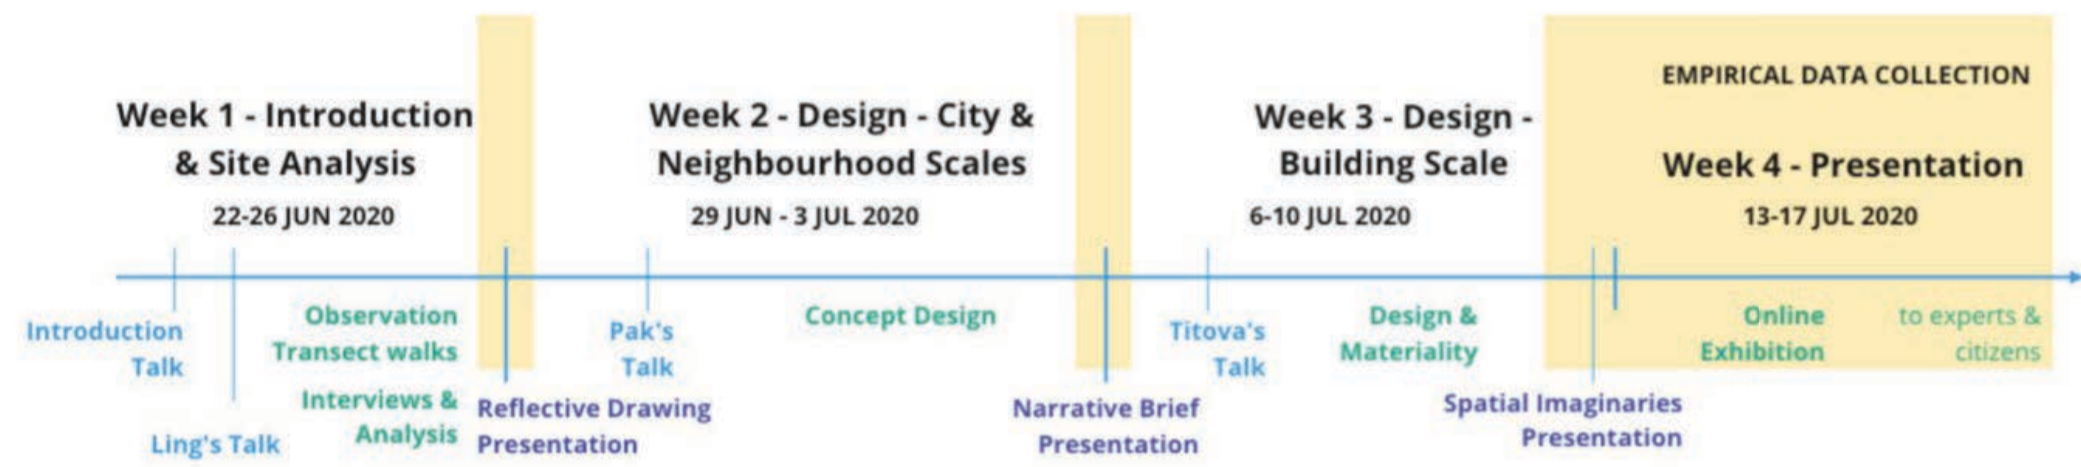 EMPIRICAL DATA COLLECTION
Week 1 - Introduction
& Site Analysis
22-26 JUN 2020
Week 2 - Design - City &
Neighbourhood Scales
29 JUN - 3 JUL 2020
Week 3 - Design -
Building Scale
6-10 JUL 2020
Week 4 - Presentation
13-17 JUL 2020
Introduction
Talk
Ling's Talk
Observation
Transect walks
Interviews &
Analysis
Reflective Drawing
Presentation
Pak's
Talk
Concept Design
Narrative Brief
Presentation
Titova's
Talk
Design &
Materiality
Spatial Imaginaries
Presentation
Online
Exhibition
to experts &
citizens